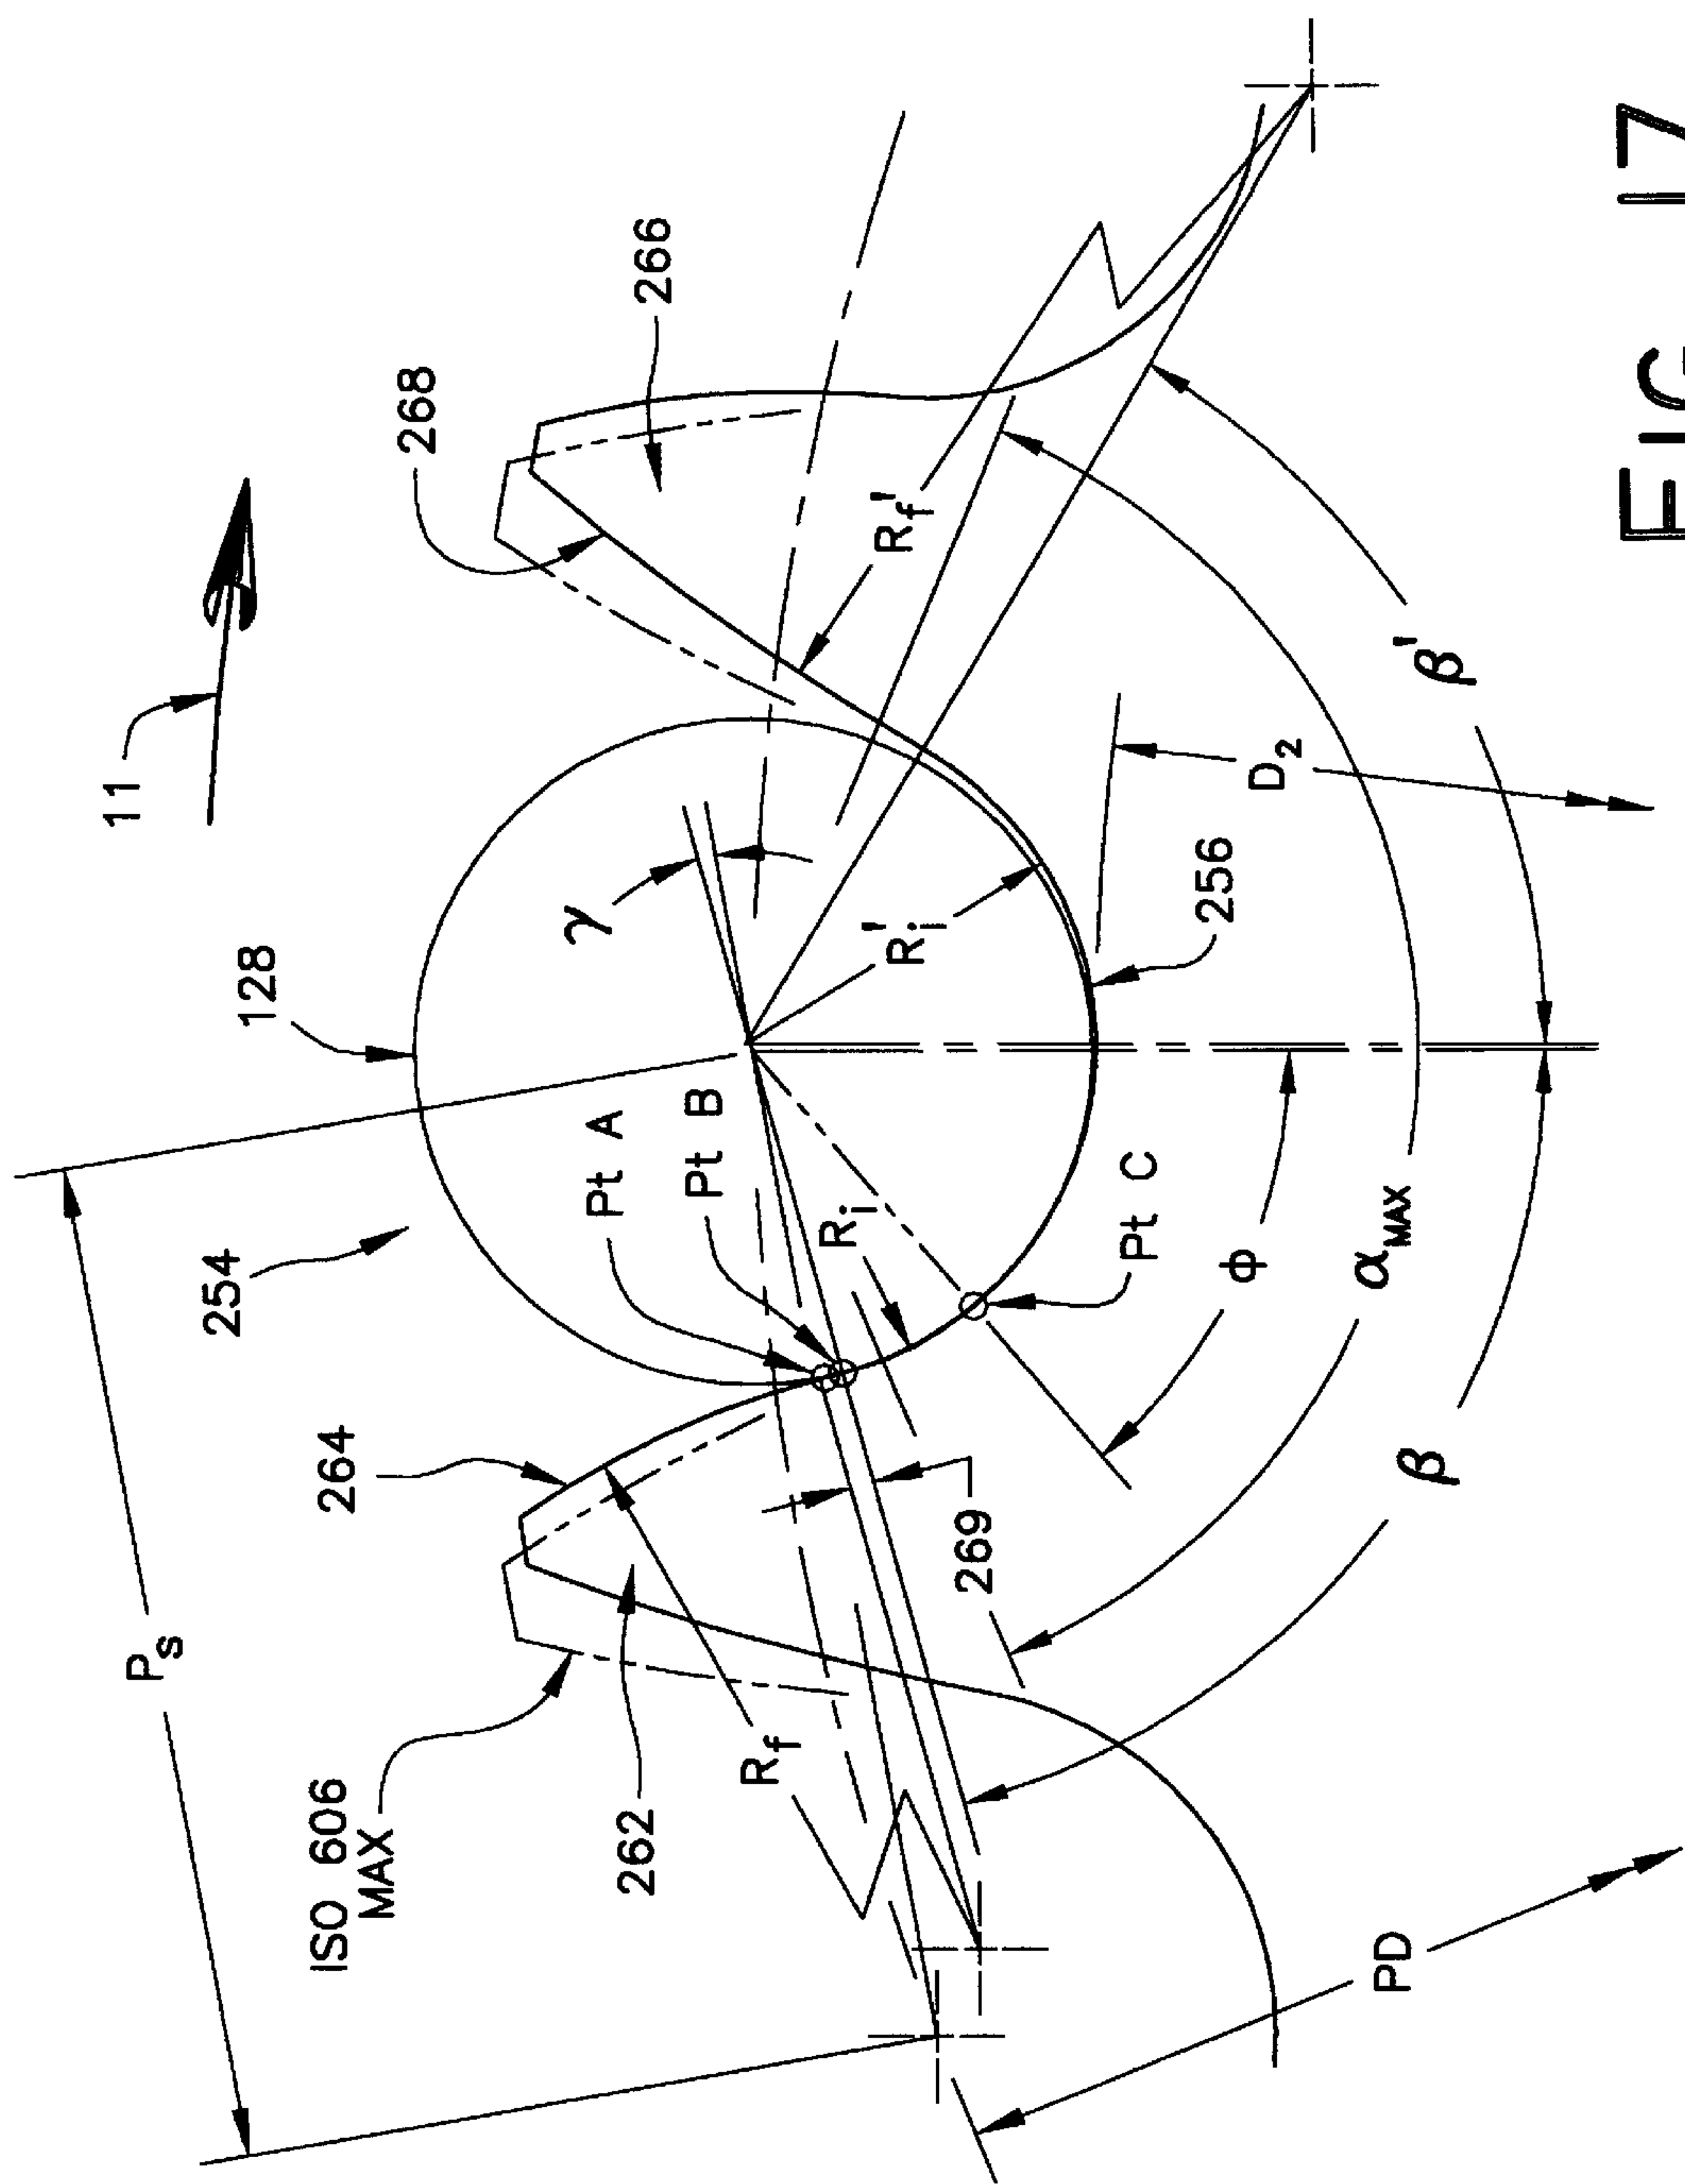 11
128
254
P_s
264
ISO 606
MAX
262
268
266
γ
Pt A
Pt B
R_f
R_i
R_i'
R_f'
269
Pt C
256
D₂
φ
α_MAX
β
β'
PD
FIG. 17